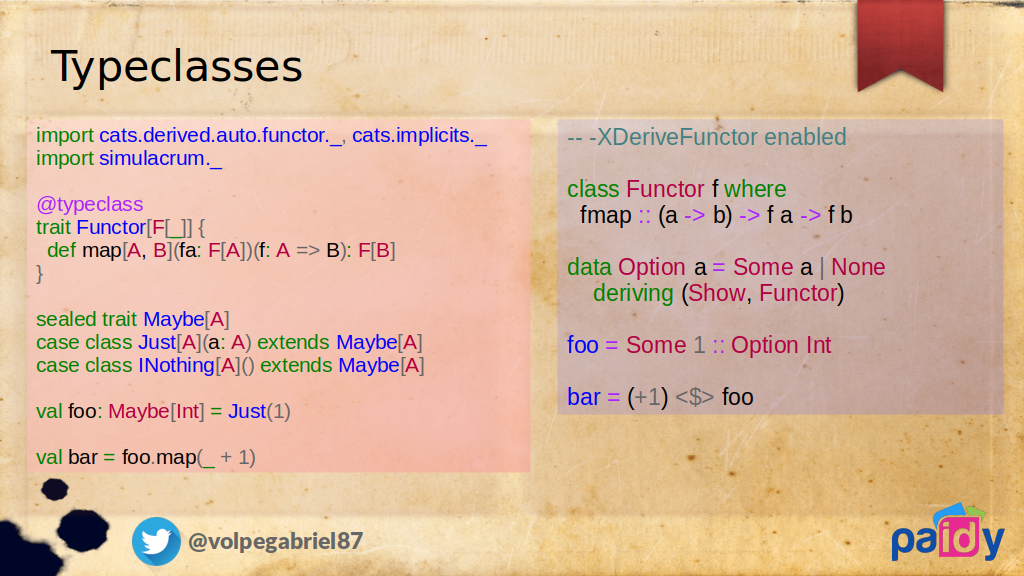 Typeclasses
import cats.derived.auto.functor._, cats.implicits._
import simulacrum._
@typeclass
trait Functor[F[_]] {
  def map[A, B](fa: F[A])(f: A => B): F[B]
}
sealed trait Maybe[A]
case class Just[A](a: A) extends Maybe[A]
case class INothing[A]() extends Maybe[A]
val foo: Maybe[Int] = Just(1)
val bar = foo.map(_ + 1)
-- -XDeriveFunctor enabled
class Functor f where
  fmap :: (a -> b) -> f a -> f b
data Option a = Some a | None
    deriving (Show, Functor)
foo = Some 1 :: Option Int
bar = (+1) <$> foo
@volpegabriel87
paidy